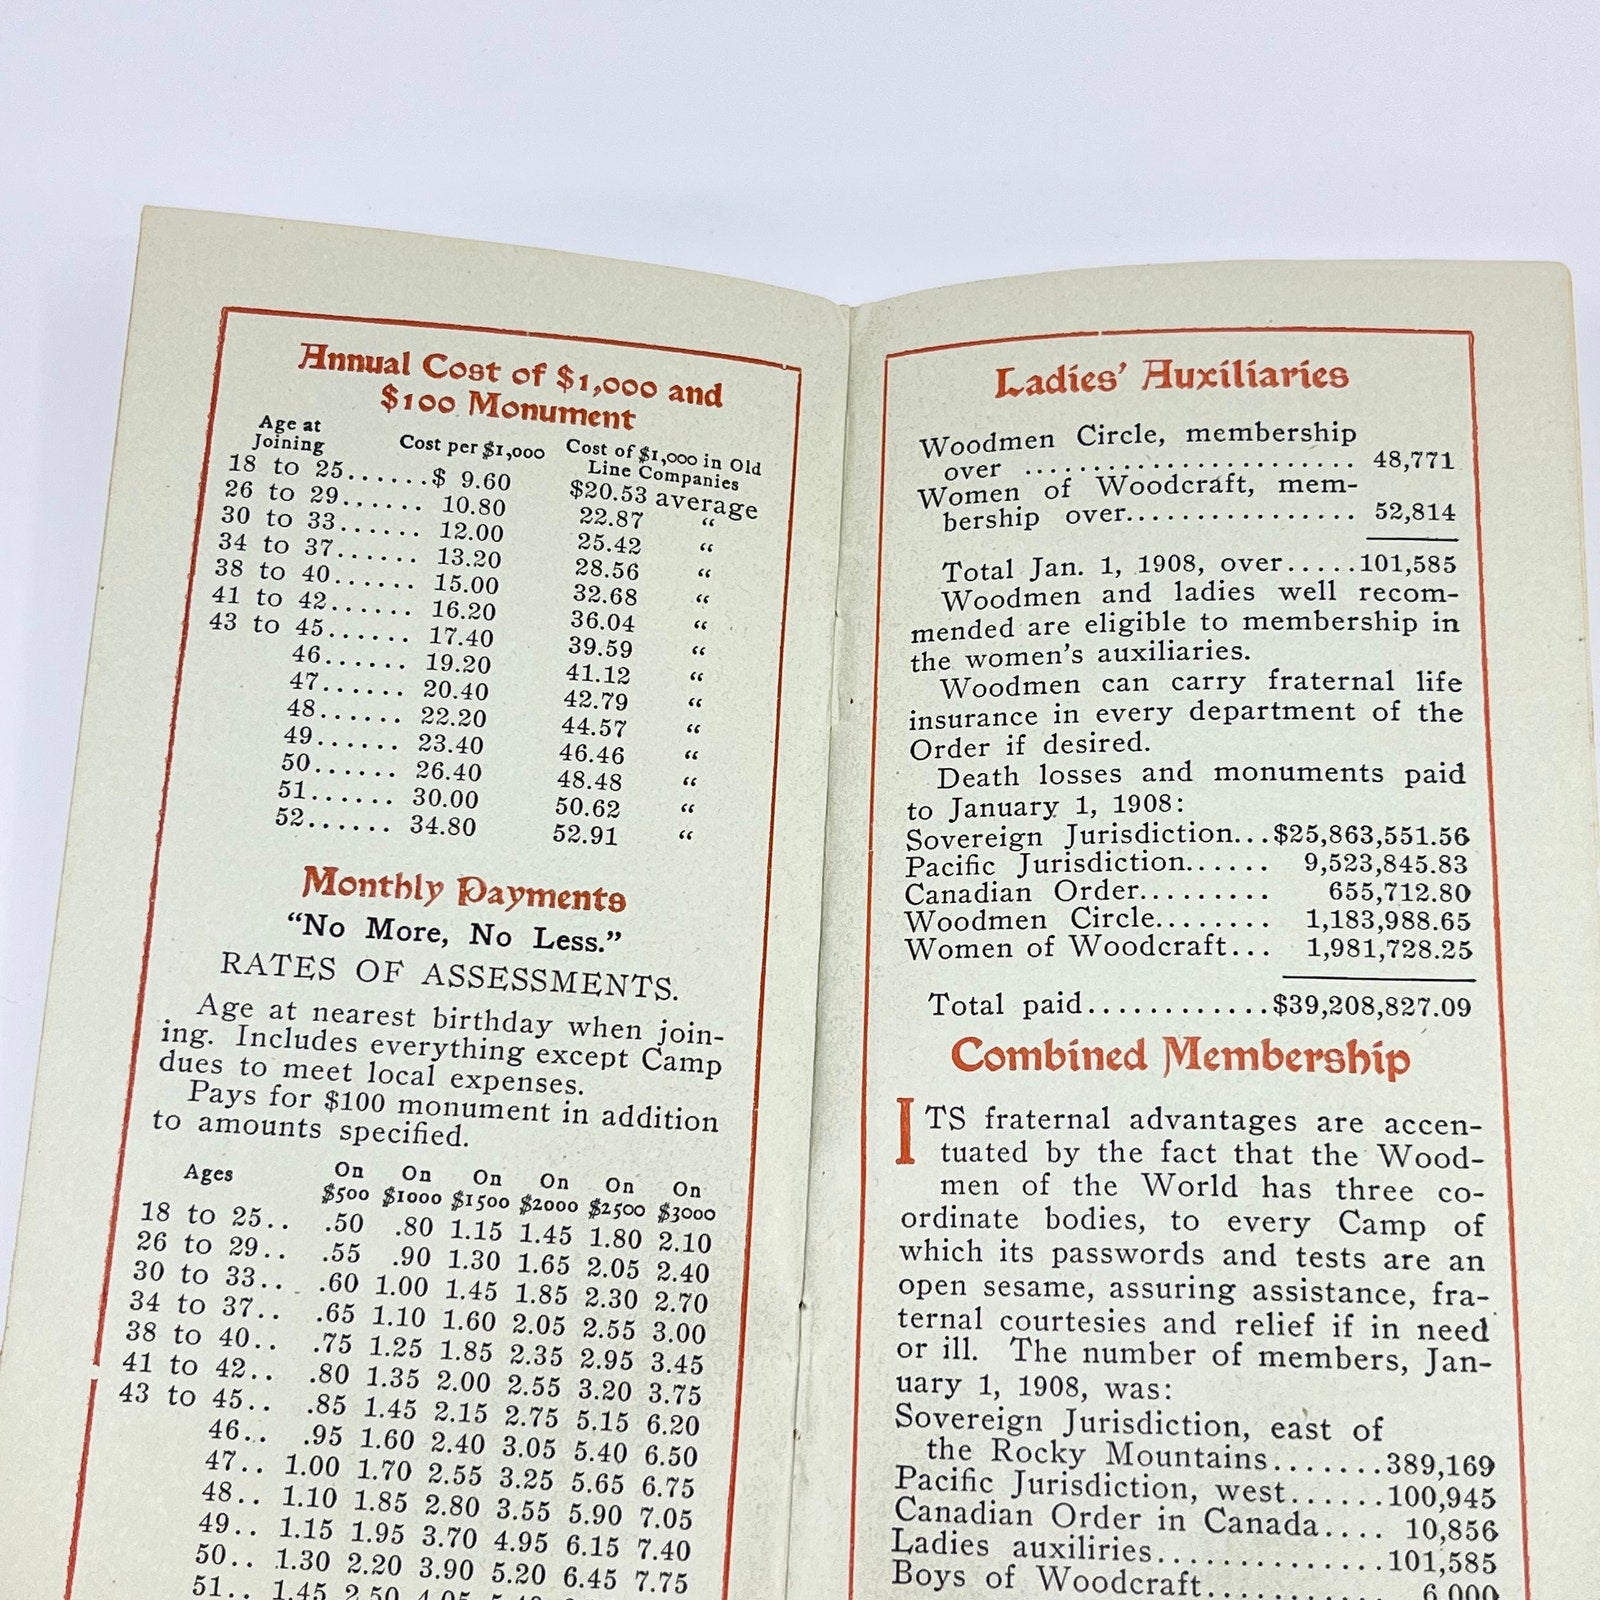 Annual Cost of $1,000 and
$100 Monument
Age at
Joining Cost per $1,000 Cost of $1,000 in Old
Line Companies
18 to 25......$ 9.60 $20.53 average
26 to 29...... 10.80 22.87 “
30 to 33...... 12.00 25.42 “
34 to 37...... 13.20 28.56 “
38 to 40...... 15.00 32.68 “
41 to 42...... 16.20 36.04 “
43 to 45...... 17.40 39.59 “
46...... 19.20 41.12 “
47...... 20.40 42.79 “
48...... 22.20 44.57 “
49...... 23.40 46.46 “
50...... 26.40 48.48 “
51...... 30.00 50.62 “
52...... 34.80 52.91 “
Monthly Payments
“No More, No Less.”
RATES OF ASSESSMENTS.
Age at nearest birthday when join-
ing. Includes everything except Camp
dues to meet local expenses.
Pays for $100 monument in addition
to amounts specified.
Ages On $500 On $1000 On $1500 On $2000 On $2500 On $3000
18 to 25.. .50 .80 1.15 1.45 1.80 2.10
26 to 29.. .55 .90 1.30 1.65 2.05 2.40
30 to 33.. .60 1.00 1.45 1.85 2.30 2.70
34 to 37.. .65 1.10 1.60 2.05 2.55 3.00
38 to 40.. .75 1.25 1.85 2.35 2.95 3.45
41 to 42.. .80 1.35 2.00 2.55 3.20 3.75
43 to 45.. .85 1.45 2.15 2.75 5.15 6.20
46.. .95 1.60 2.40 3.05 5.40 6.50
47.. 1.00 1.70 2.55 3.25 5.65 6.75
48.. 1.10 1.85 2.80 3.55 5.90 7.05
49.. 1.15 1.95 3.70 4.95 6.15 7.40
50.. 1.30 2.20 3.90 5.20 6.45 7.75
51.. 1.45 2.50
Ladies’ Auxiliaries
Woodmen Circle, membership
over ........................ 48,771
Women of Woodcraft, mem-
bership over................. 52,814
Total Jan. 1, 1908, over.....101,585
Woodmen and ladies well recom-
mended are eligible to membership in
the women’s auxiliaries.
Woodmen can carry fraternal life
insurance in every department of the
Order if desired.
Death losses and monuments paid
to January 1, 1908:
Sovereign Jurisdiction...$25,863,551.56
Pacific Jurisdiction...... 9,523,845.83
Canadian Order......... 655,712.80
Woodmen Circle........ 1,183,988.65
Women of Woodcraft... 1,981,728.25
Total paid............$39,208,827.09
Combined Membership
ITS fraternal advantages are accen-
tuated by the fact that the Wood-
men of the World has three co-
ordinate bodies, to every Camp of
which its passwords and tests are an
open sesame, assuring assistance, fra-
ternal courtesies and relief if in need
or ill. The number of members, Jan-
uary 1, 1908, was:
Sovereign Jurisdiction, east of
the Rocky Mountains.......389,169
Pacific Jurisdiction, west......100,945
Canadian Order in Canada.... 10,856
Ladies auxiliries..............101,585
Boys of Woodcraft........... 6,000